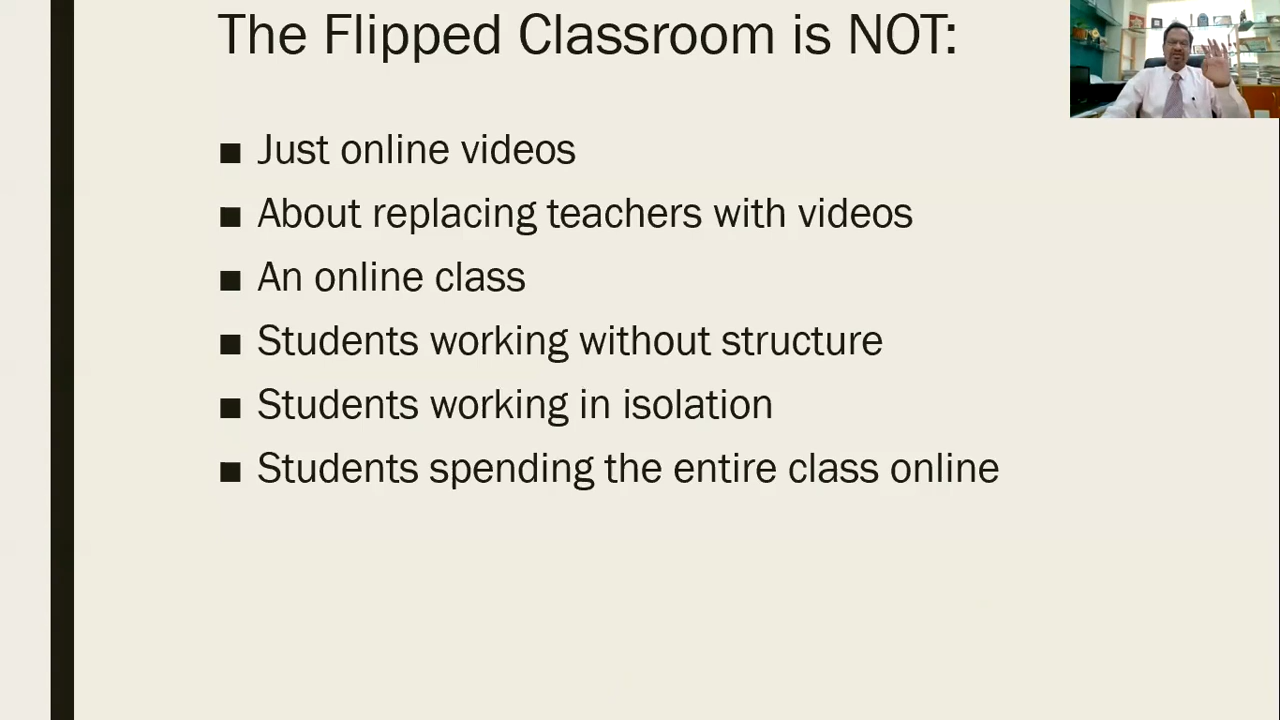 The Flipped Classroom is NOT:
■ Just online videos
■ About replacing teachers with videos
■ An online class
■ Students working without structure
■ Students working in isolation
■ Students spending the entire class online